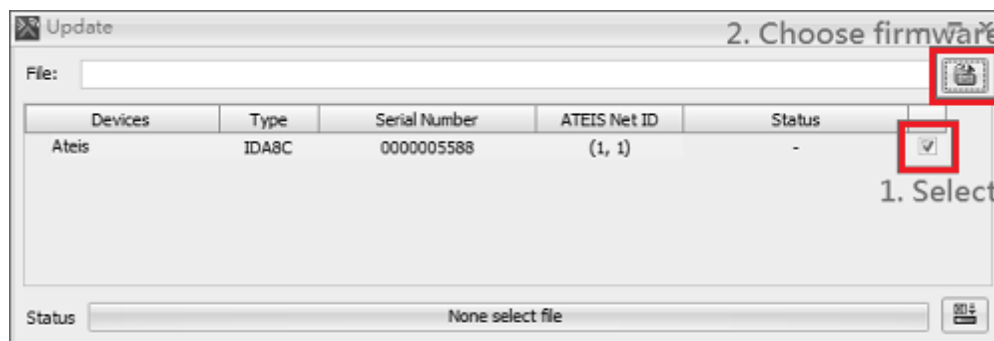 Update
2. Choose firmware
File:
Devices Type Serial Number ATEIS Net ID Status
Ateis IDA8C 0000005588 (1, 1) -
1. Select
Status None select file